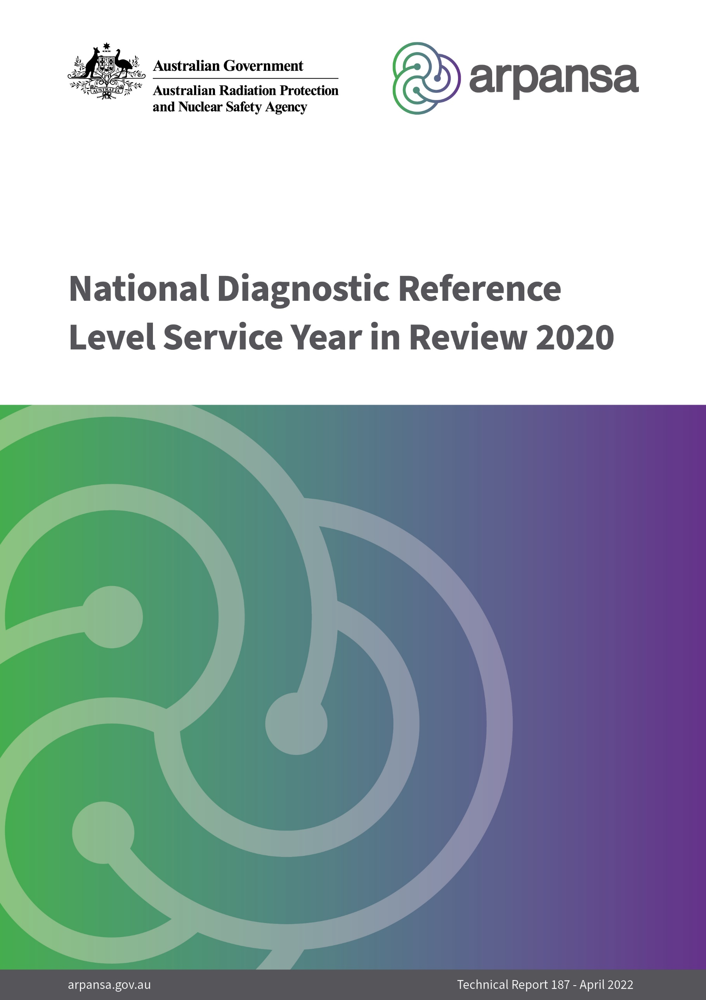 Australian Government
Australian Radiation Protection
and Nuclear Safety Agency
AUSTRALIA
arpansa
National Diagnostic Reference
Level Service Year in Review 2020
arpansa.gov.au
Technical Report 187 - April 2022